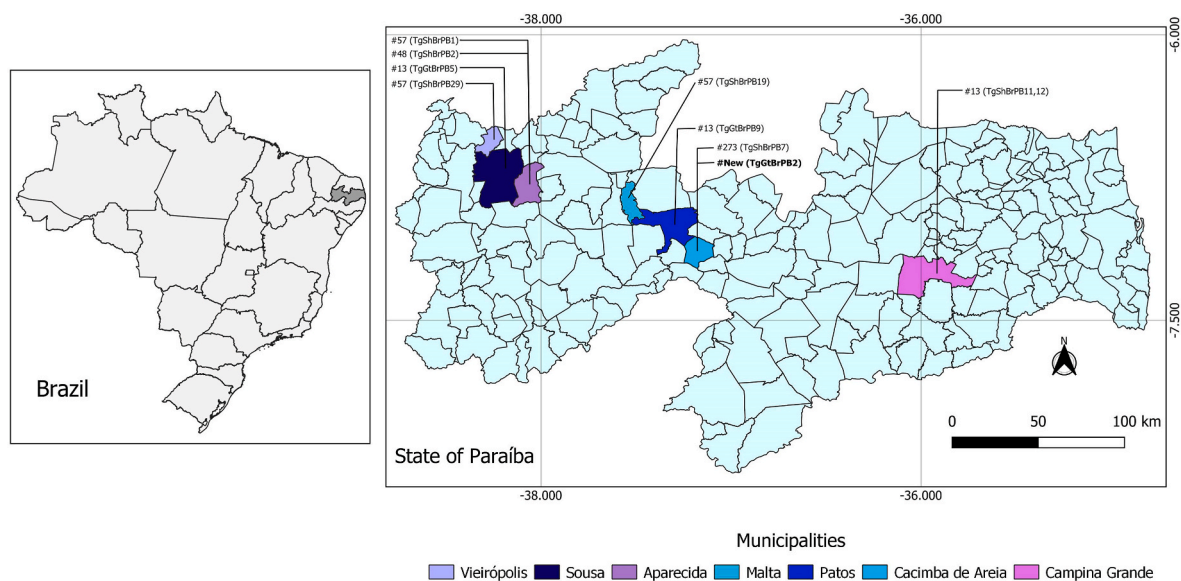 -38.000
-36.000
-6.000
#57 (TgShBrPB1)
#48 (TgShBrPB2)
#13 (TgGtBrPB5)
#57 (TgShBrPB29)
#57 (TgShBrPB19)
#13 (TgShBrPB11,12)
#13 (TgGtBrPB9)
#273 (TgShBrPB7)
#New (TgGtBrPB2)
-7.500
N
Brazil
0 50 100 km
State of Paraíba
-38.000
-36.000
Municipalities
Vieirópolis Sousa Aparecida Malta Patos Cacimba de Areia Campina Grande